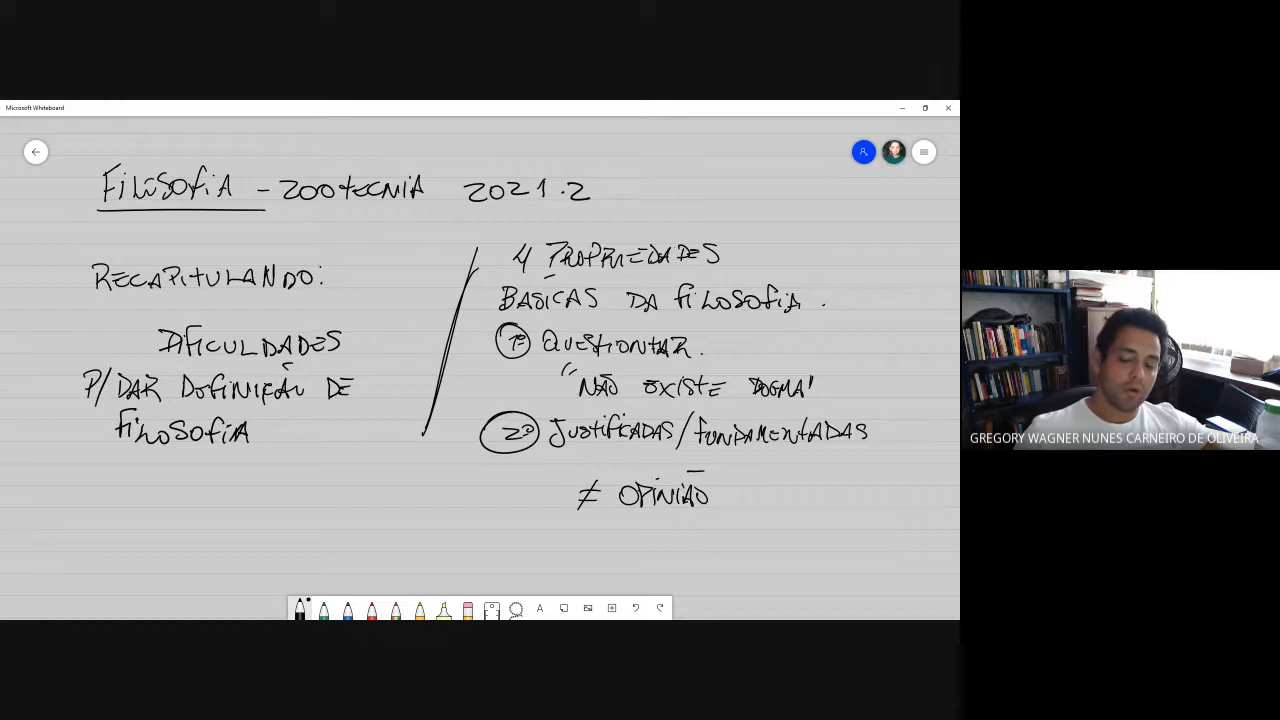 Microsoft Whiteboard
FILOSOFIA - ZOOTECNIA 2021.2
RECAPITULANDO:
DIFICULDADES
P/ DAR DEFINIÇÃO DE
FILOSOFIA
4 PROPRIEDADES
BÁSICAS DA FILOSOFIA.
1º QUESTIONAR.
"NÃO EXISTE DOGMA"
2º JUSTIFICADAS/FUNDAMENTADAS
≠ OPINIÃO
GREGORY WAGNER NUNES CARNEIRO DE OLIVEIRA
A